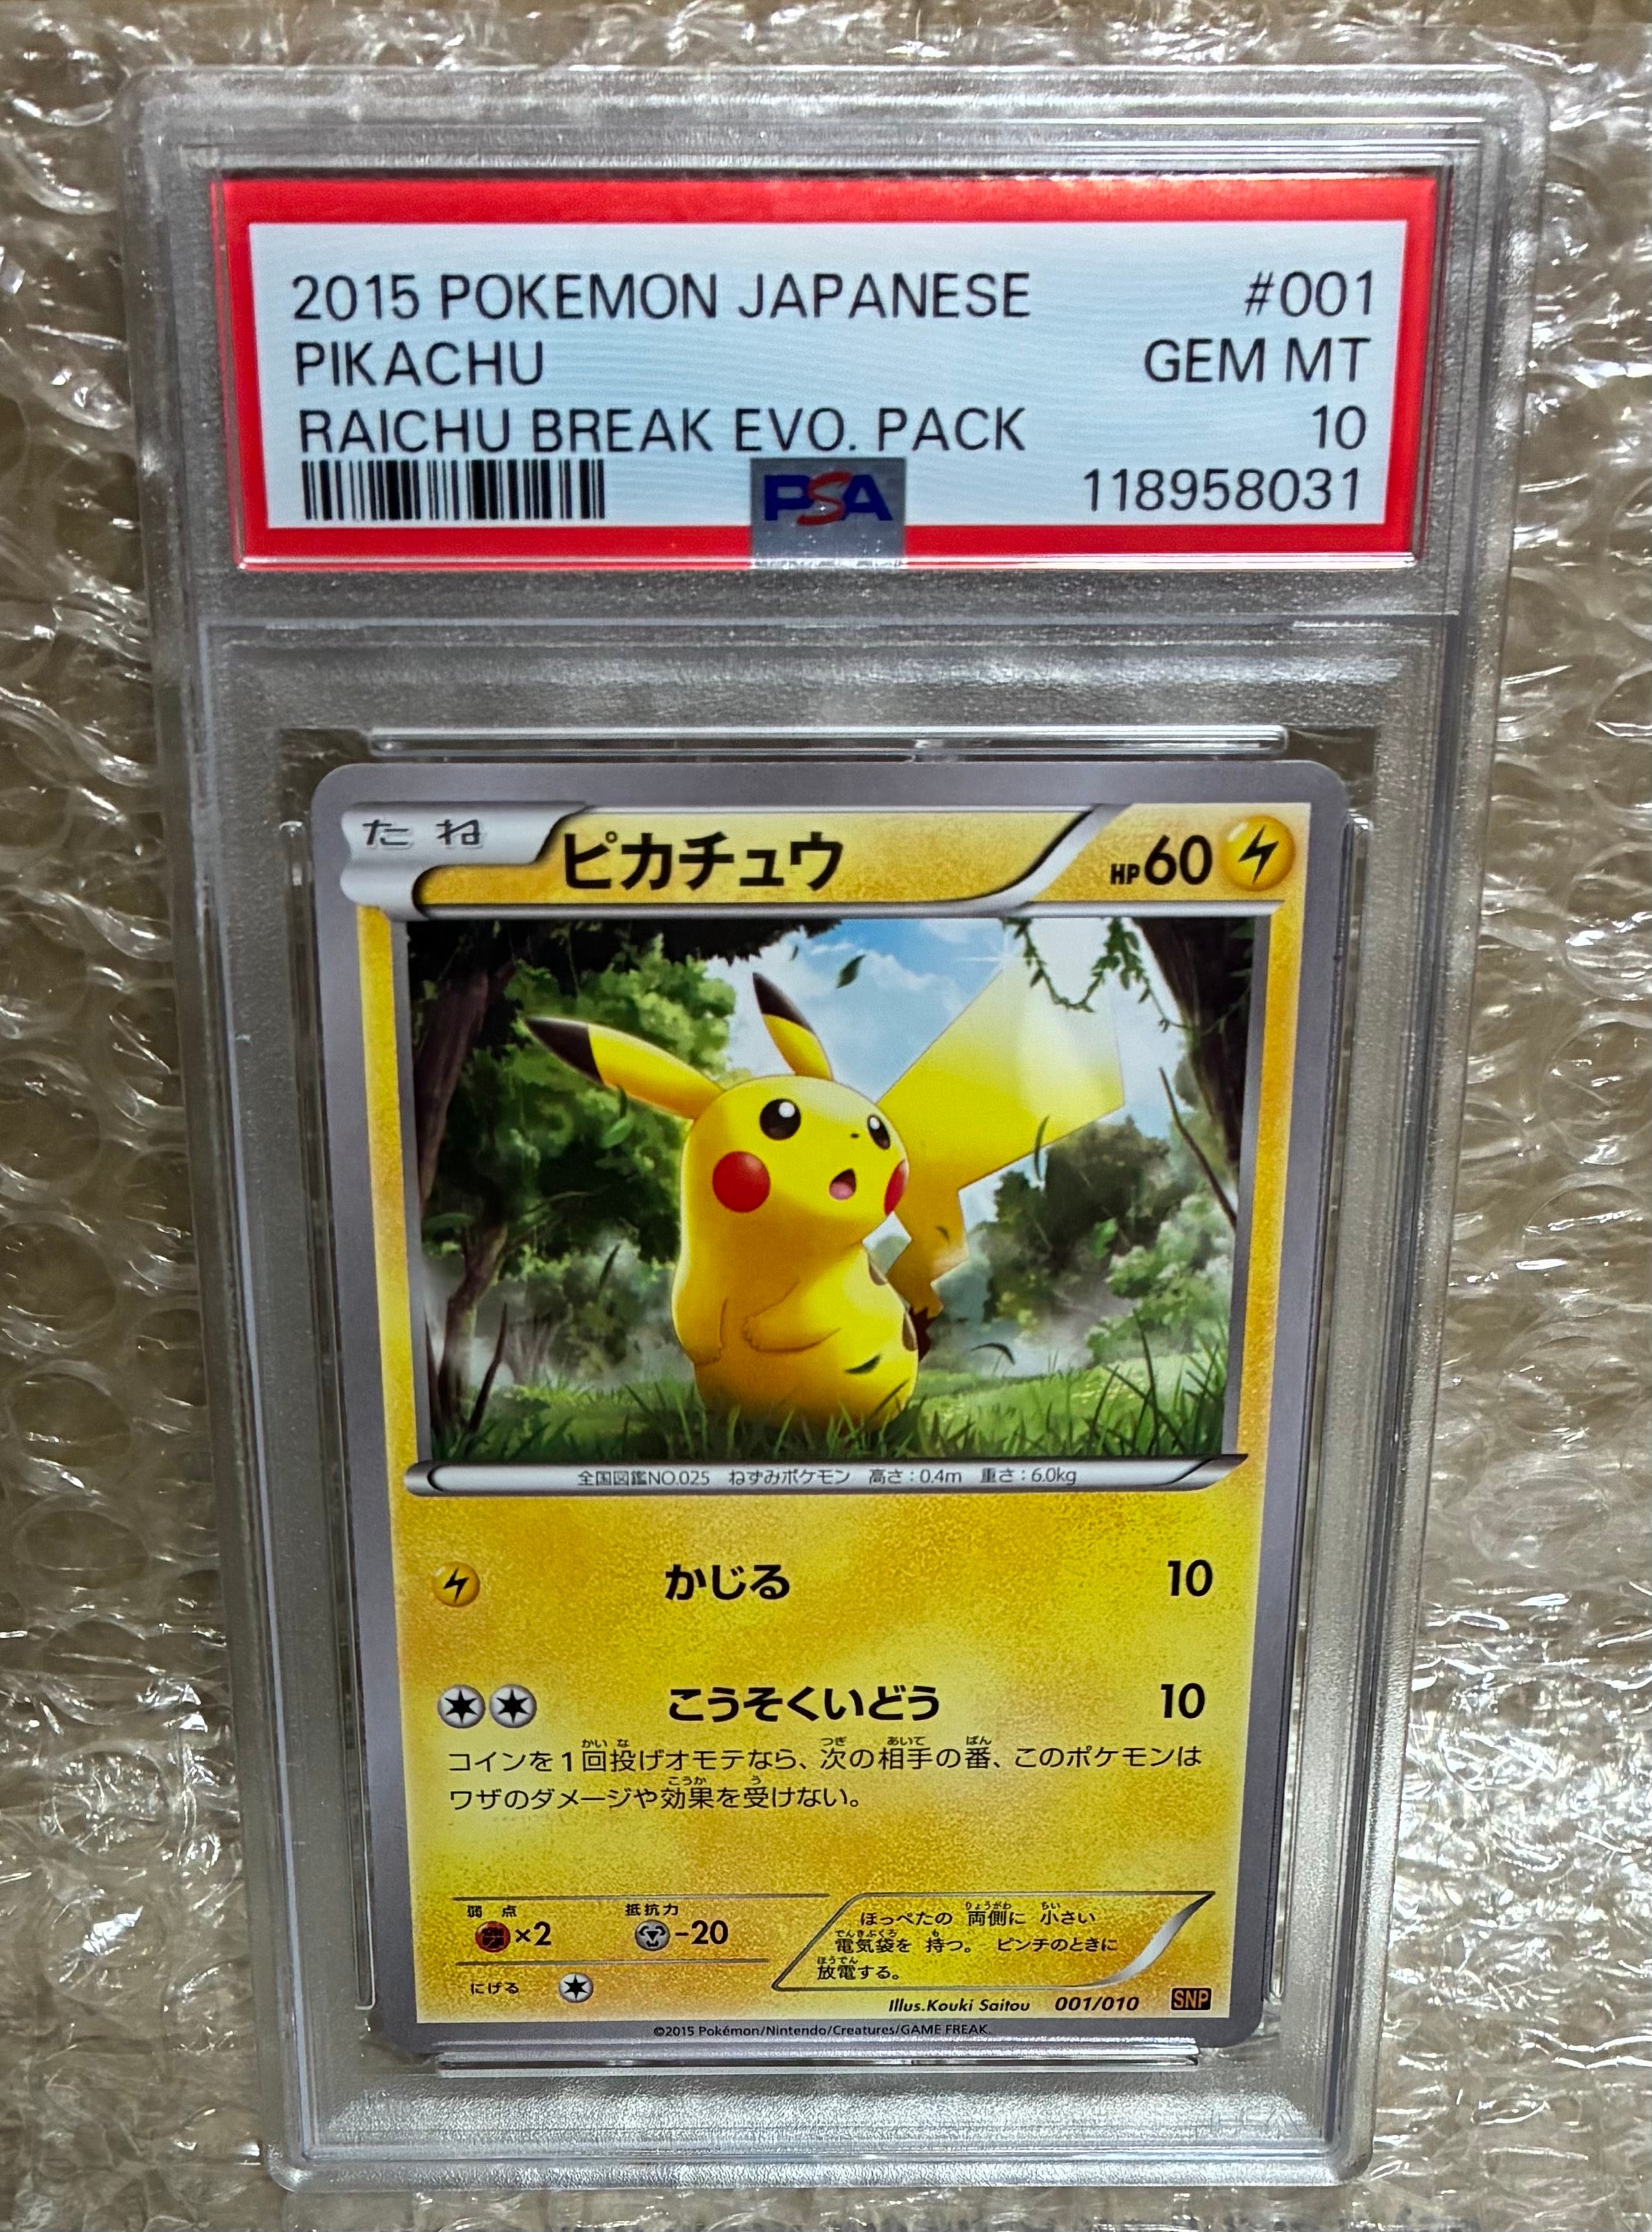 2015 POKEMON JAPANESE #001
PIKACHU GEM MT
RAICHU BREAK EVO. PACK 10
PSA 118958031
たね ピカチュウ HP60
全国図鑑NO.025 ねずみポケモン 高さ:0.4m 重さ:6.0kg
かじる 10
こうそくいどう 10
コインを1回投げオモテなら、次の相手の番、このポケモンは
ワザのダメージや効果を受けない。
弱点 抵抗力
×2 -20
にげる
ほっぺたの 両側に 小さい
電気袋を 持つ。 ピンチのときに
放電する。
Illus.Kouki Saitou 001/010 SNP
©2015 Pokémon/Nintendo/Creatures/GAME FREAK.